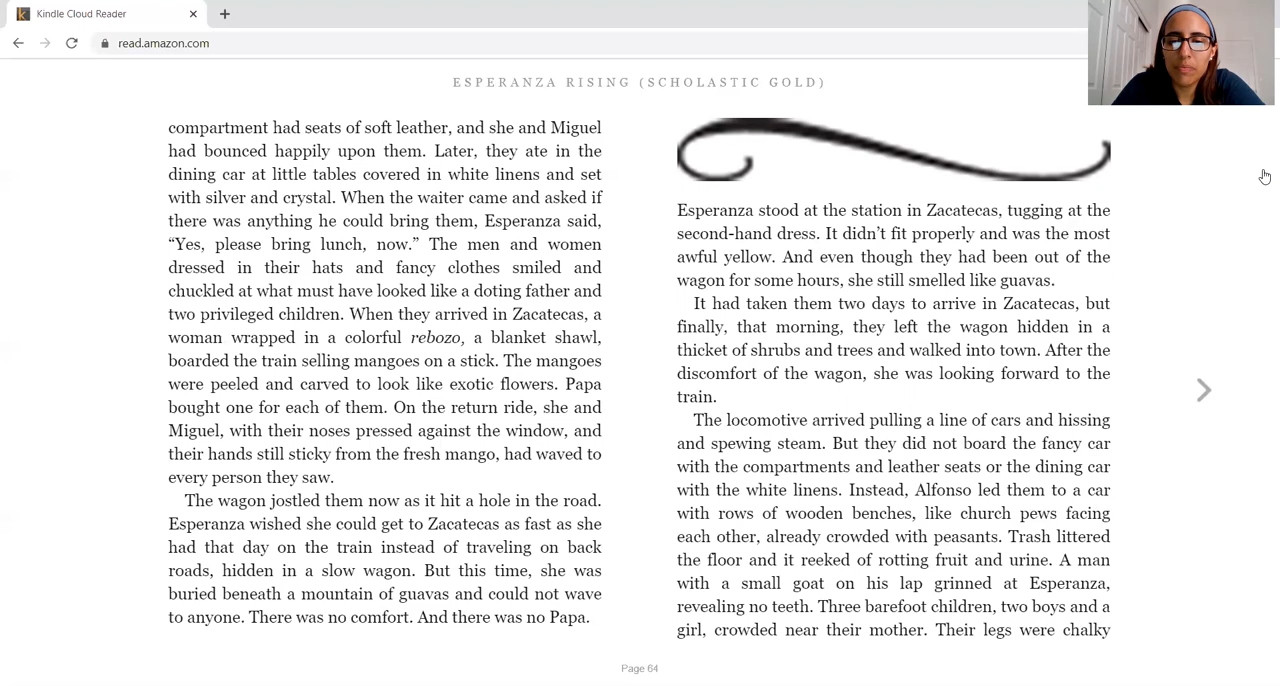 Kindle Cloud Reader
read.amazon.com
ESPERANZA RISING (SCHOLASTIC GOLD)
compartment had seats of soft leather, and she and Miguel
had bounced happily upon them. Later, they ate in the
dining car at little tables covered in white linens and set
with silver and crystal. When the waiter came and asked if
there was anything he could bring them, Esperanza said,
“Yes, please bring lunch, now.” The men and women
dressed in their hats and fancy clothes smiled and
chuckled at what must have looked like a doting father and
two privileged children. When they arrived in Zacatecas, a
woman wrapped in a colorful rebozo, a blanket shawl,
boarded the train selling mangoes on a stick. The mangoes
were peeled and carved to look like exotic flowers. Papa
bought one for each of them. On the return ride, she and
Miguel, with their noses pressed against the window, and
their hands still sticky from the fresh mango, had waved to
every person they saw.
The wagon jostled them now as it hit a hole in the road.
Esperanza wished she could get to Zacatecas as fast as she
had that day on the train instead of traveling on back
roads, hidden in a slow wagon. But this time, she was
buried beneath a mountain of guavas and could not wave
to anyone. There was no comfort. And there was no Papa.
Esperanza stood at the station in Zacatecas, tugging at the
second-hand dress. It didn’t fit properly and was the most
awful yellow. And even though they had been out of the
wagon for some hours, she still smelled like guavas.
It had taken them two days to arrive in Zacatecas, but
finally, that morning, they left the wagon hidden in a
thicket of shrubs and trees and walked into town. After the
discomfort of the wagon, she was looking forward to the
train.
The locomotive arrived pulling a line of cars and hissing
and spewing steam. But they did not board the fancy car
with the compartments and leather seats or the dining car
with the white linens. Instead, Alfonso led them to a car
with rows of wooden benches, like church pews facing
each other, already crowded with peasants. Trash littered
the floor and it reeked of rotting fruit and urine. A man
with a small goat on his lap grinned at Esperanza,
revealing no teeth. Three barefoot children, two boys and a
girl, crowded near their mother. Their legs were chalky
Page 64